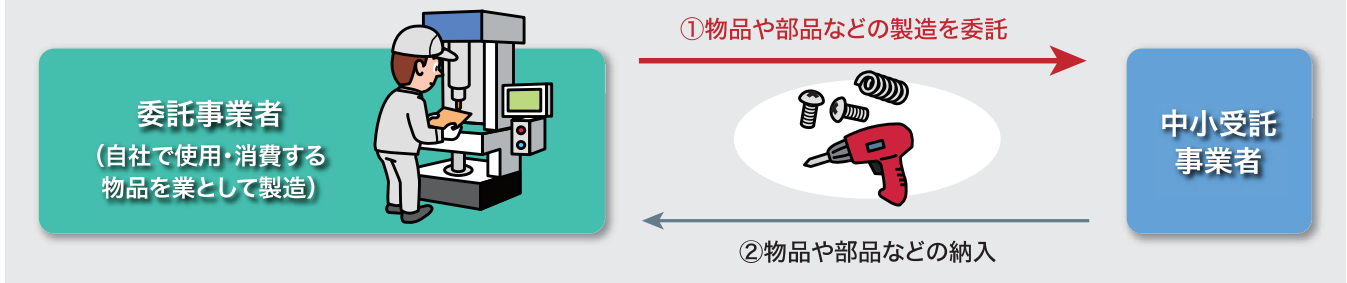 ①物品や部品などの製造を委託
委託事業者
（自社で使用・消費する
物品を業として製造）
中小受託
事業者
②物品や部品などの納入